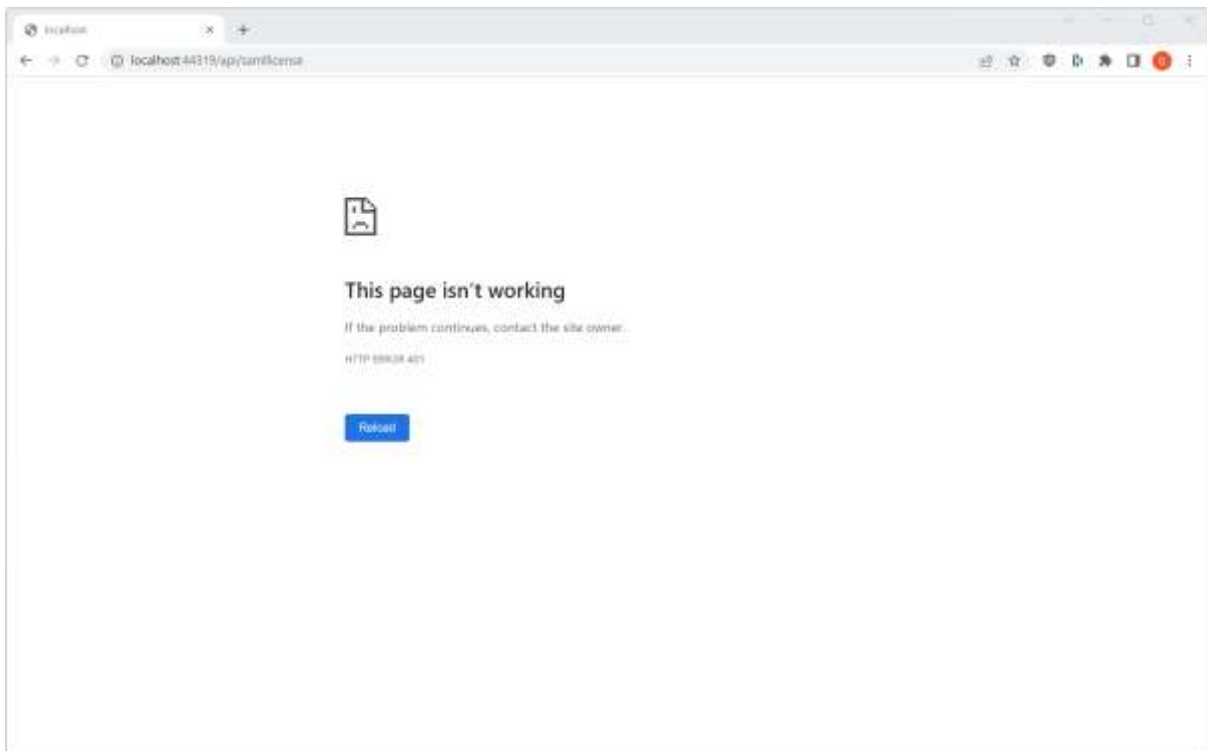 localhost
localhost:44319/api/samllicense
This page isn't working
If the problem continues, contact the site owner.
HTTP ERROR 401
Reload